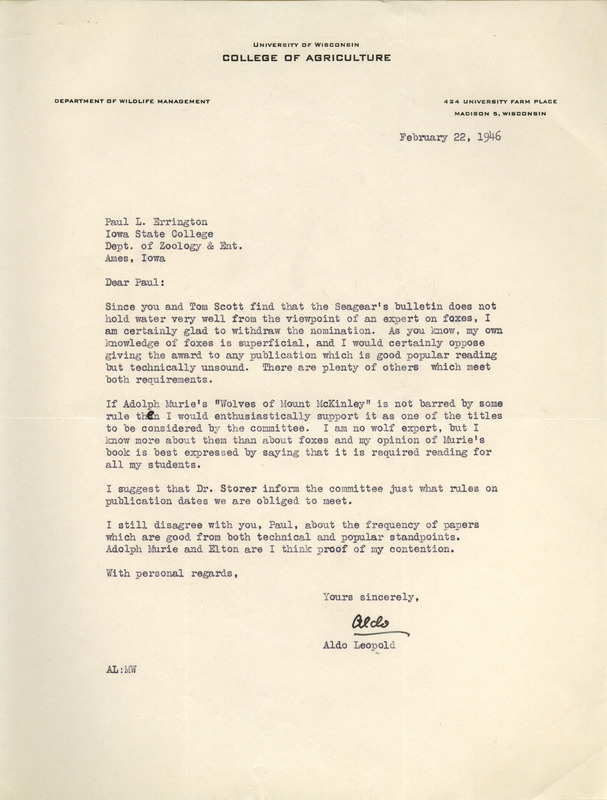 UNIVERSITY OF WISCONSIN
COLLEGE OF AGRICULTURE
DEPARTMENT OF WILDLIFE MANAGEMENT
424 UNIVERSITY FARM PLACE
MADISON 5, WISCONSIN
February 22, 1946
Paul L. Errington
Iowa State College
Dept. of Zoology & Ent.
Ames, Iowa
Dear Paul:
Since you and Tom Scott find that the Seagear's bulletin does not
hold water very well from the viewpoint of an expert on foxes, I
am certainly glad to withdraw the nomination. As you know, my own
knowledge of foxes is superficial, and I would certainly oppose
giving the award to any publication which is good popular reading
but technically unsound. There are plenty of others which meet
both requirements.
If Adolph Murie's "Wolves of Mount McKinley" is not barred by some
rule then I would enthusiastically support it as one of the titles
to be considered by the committee. I am no wolf expert, but I
know more about them than about foxes and my opinion of Murie's
book is best expressed by saying that it is required reading for
all my students.
I suggest that Dr. Storer inform the committee just what rules on
publication dates we are obliged to meet.
I still disagree with you, Paul, about the frequency of papers
which are good from both technical and popular standpoints.
Adolph Murie and Elton are I think proof of my contention.
With personal regards,
Yours sincerely,
Aldo
Aldo Leopold
AL:MW